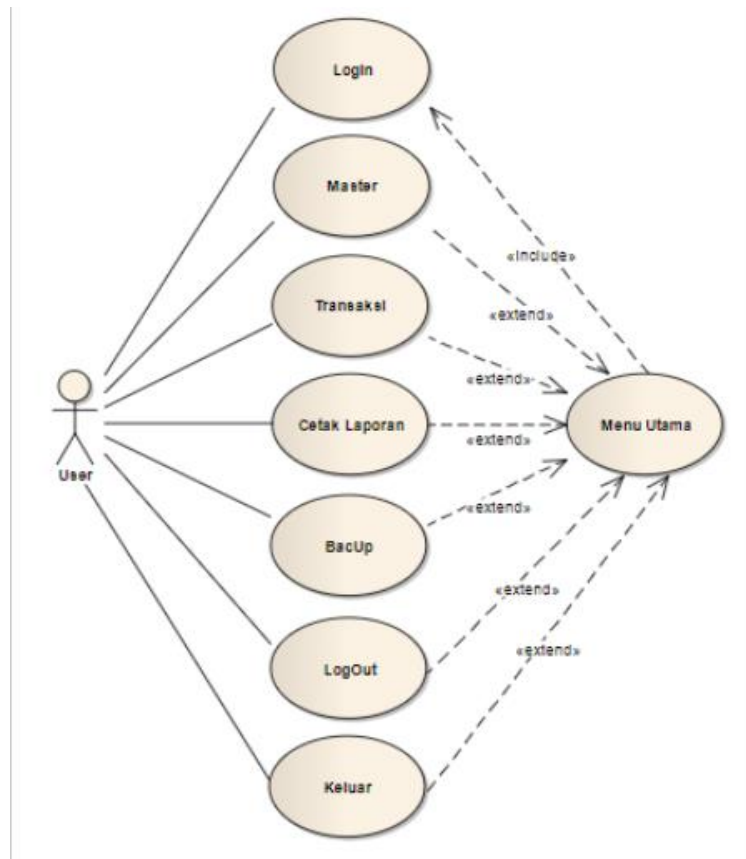 LogIn
Master
«include»
Transaksi
«extend»
«extend»
Cetak Laporan
«extend»
Menu Utama
User
«extend»
BacUp
«extend»
LogOut
«extend»
Keluar